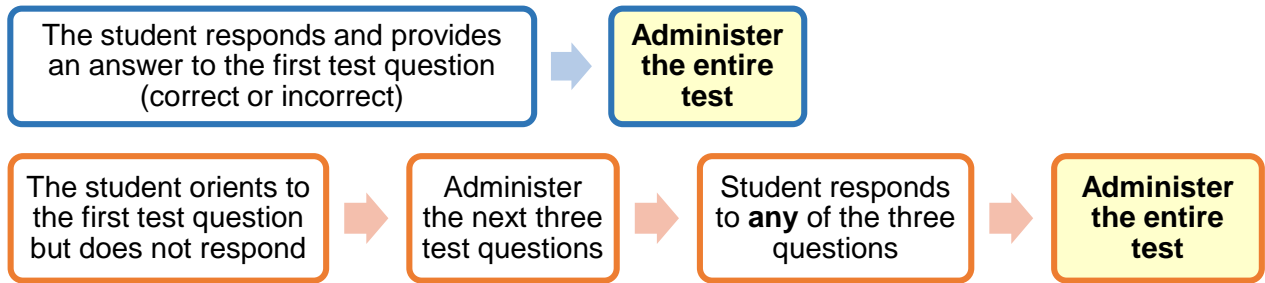 The student responds and provides
an answer to the first test question
(correct or incorrect)
Administer
the entire
test
The student orients to
the first test question
but does not respond
Administer
the next three
test questions
Student responds
to any of the three
questions
Administer
the entire
test